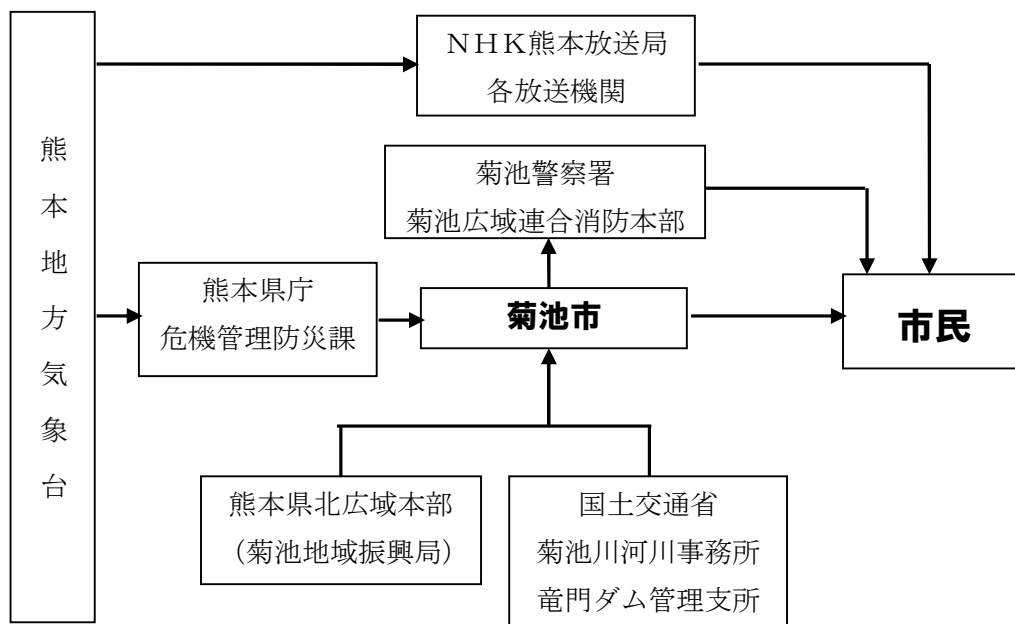 熊本地方気象台
ＮＨＫ熊本放送局
各放送機関
菊池警察署
菊池広域連合消防本部
熊本県庁
危機管理防災課
菊池市
市民
熊本県北広域本部
（菊池地域振興局）
国土交通省
菊池川河川事務所
竜門ダム管理支所